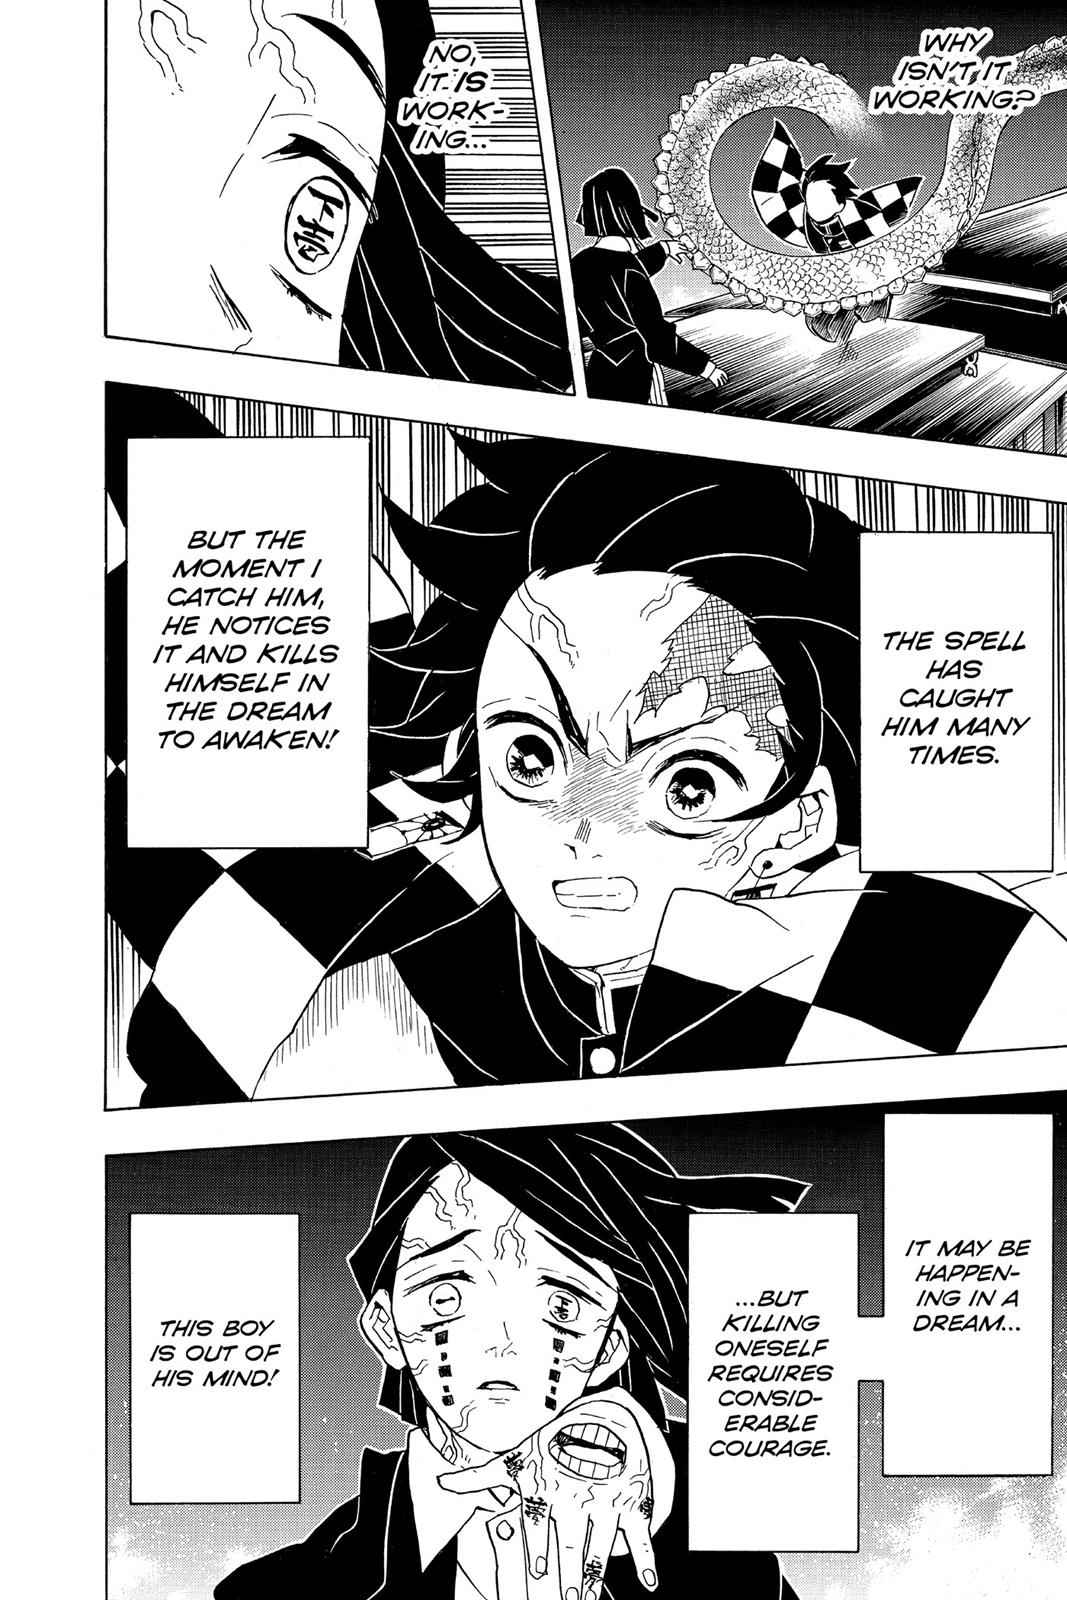 WHY
ISN'T IT
WORKING?
NO,
IT IS
WORK-
ING...
THE SPELL
HAS
CAUGHT
HIM MANY
TIMES.
BUT THE
MOMENT I
CATCH HIM,
HE NOTICES
IT AND KILLS
HIMSELF IN
THE DREAM
TO AWAKEN!
IT MAY BE
HAPPEN-
ING IN A
DREAM...
...BUT
KILLING
ONESELF
REQUIRES
CONSID-
ERABLE
COURAGE.
THIS BOY
IS OUT OF
HIS MIND!